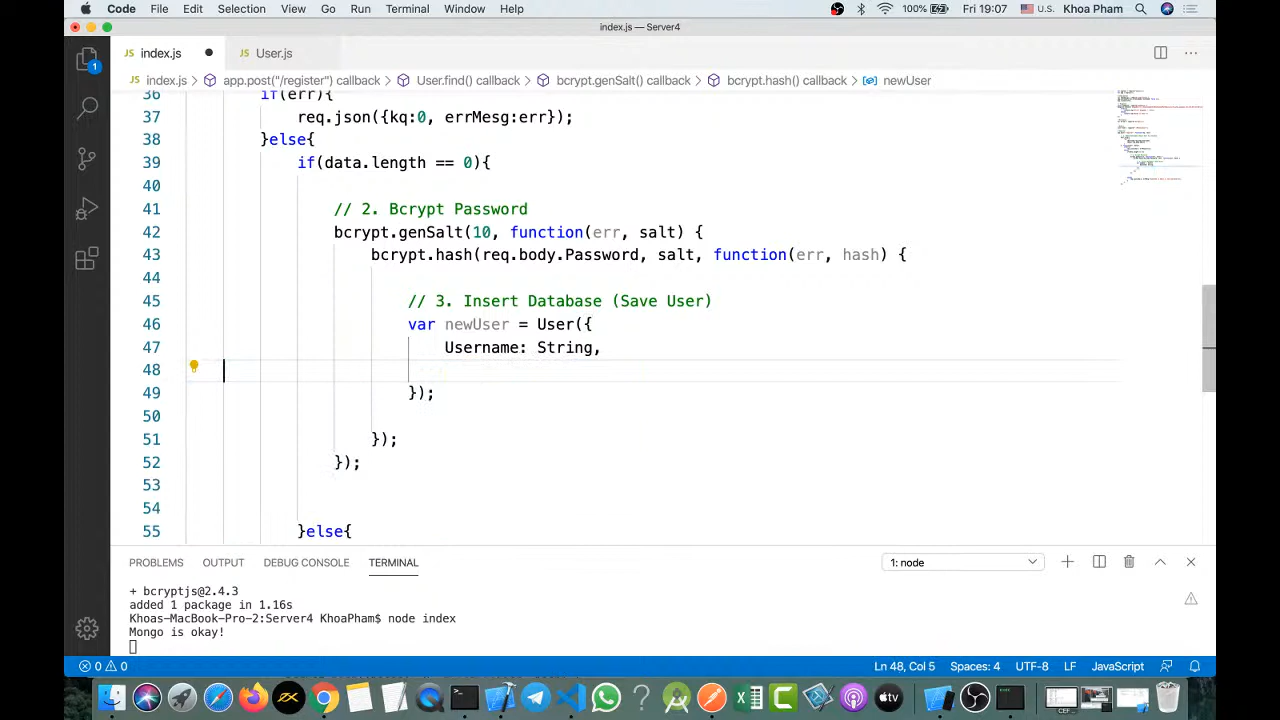 Code File Edit Selection View Go Run Terminal Window Help 100% Fri 19:07 U.S. Khoa Pham
index.js — Server4
JS index.js JS User.js
JS index.js > app.post("/register") callback > User.find() callback > bcrypt.genSalt() callback > bcrypt.hash() callback > newUser
36 if(err){
37 req.json({kq:0, errMesg:err});
38 }else{
39 if(data.length == 0){
40
41 // 2. Bcrypt Password
42 bcrypt.genSalt(10, function(err, salt) {
43 bcrypt.hash(req.body.Password, salt, function(err, hash) {
44
45 // 3. Insert Database (Save User)
46 var newUser = User({
47 Username: String,
48
49 });
50
51 });
52 });
53
54
55 }else{
PROBLEMS OUTPUT DEBUG CONSOLE TERMINAL 1: node
+ bcryptjs@2.4.3
added 1 package in 1.16s
Khoas-MacBook-Pro-2:Server4 KhoaPham$ node index
Mongo is okay!
0 0 Ln 48, Col 5 Spaces: 4 UTF-8 LF JavaScript